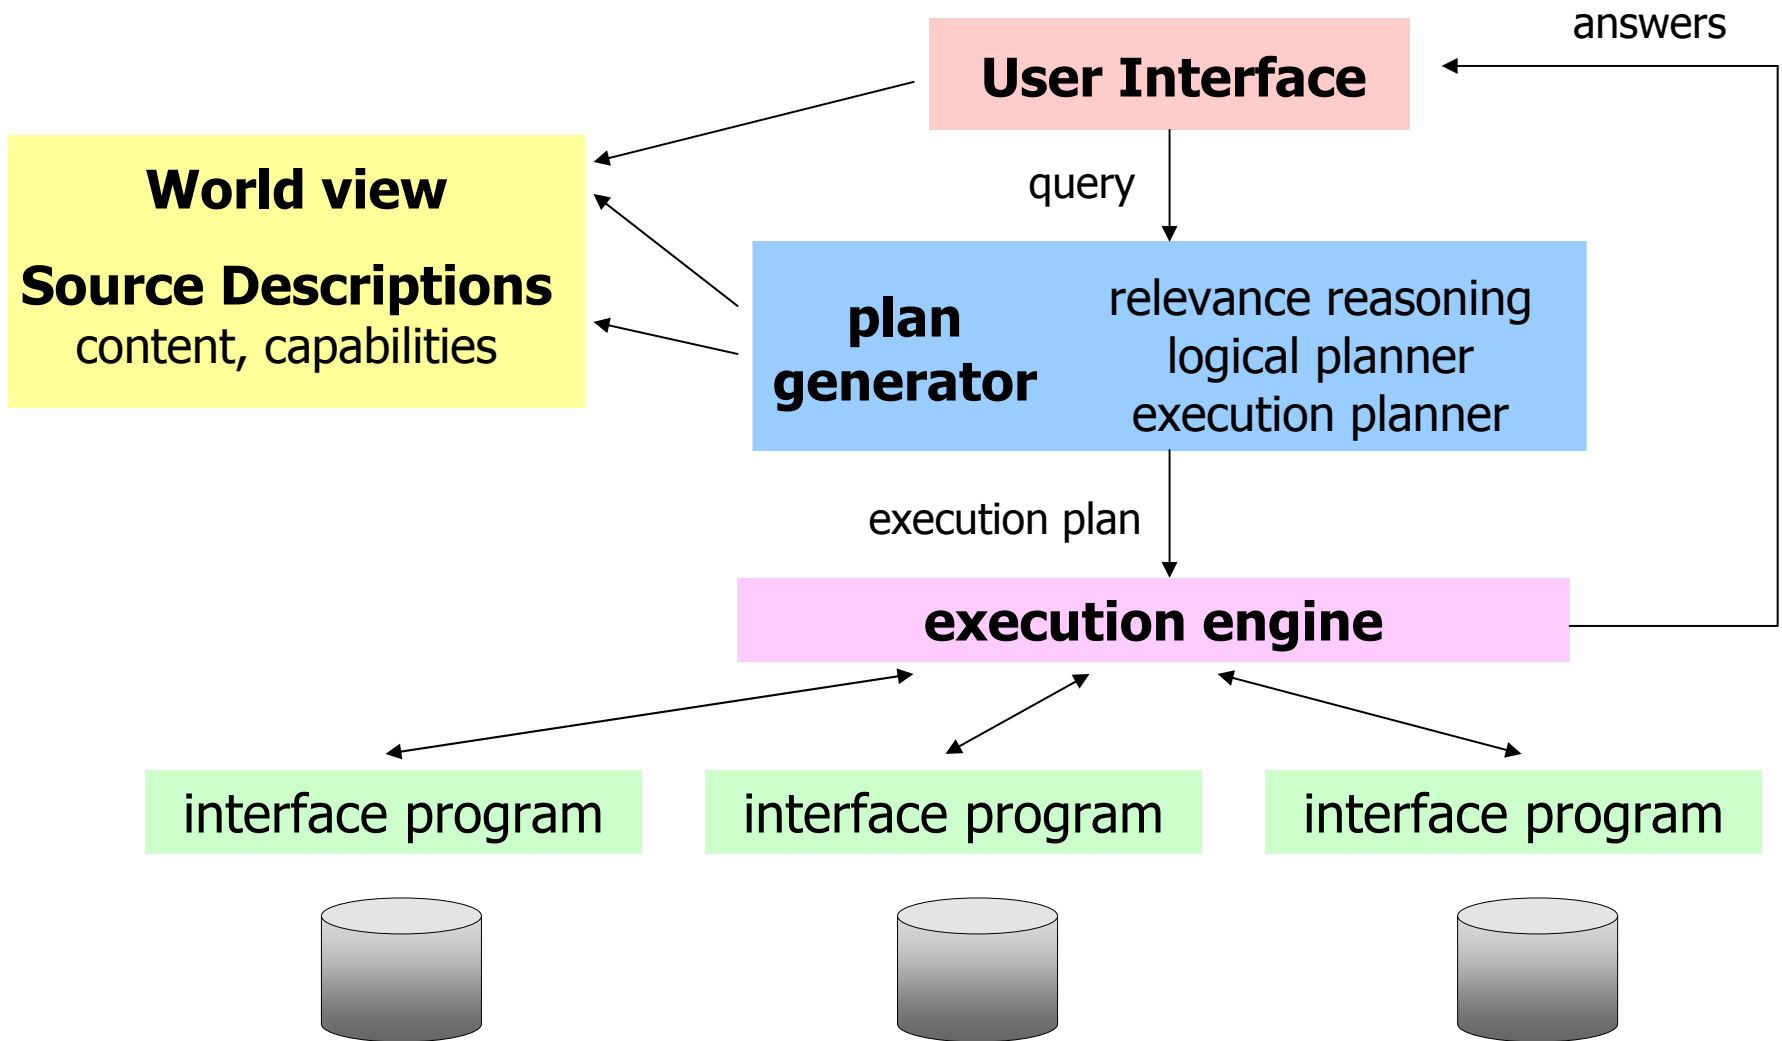 answers
User Interface
World view
query
Source Descriptions
content, capabilities
plan
generator
relevance reasoning
logical planner
execution planner
execution plan
execution engine
interface program
interface program
interface program